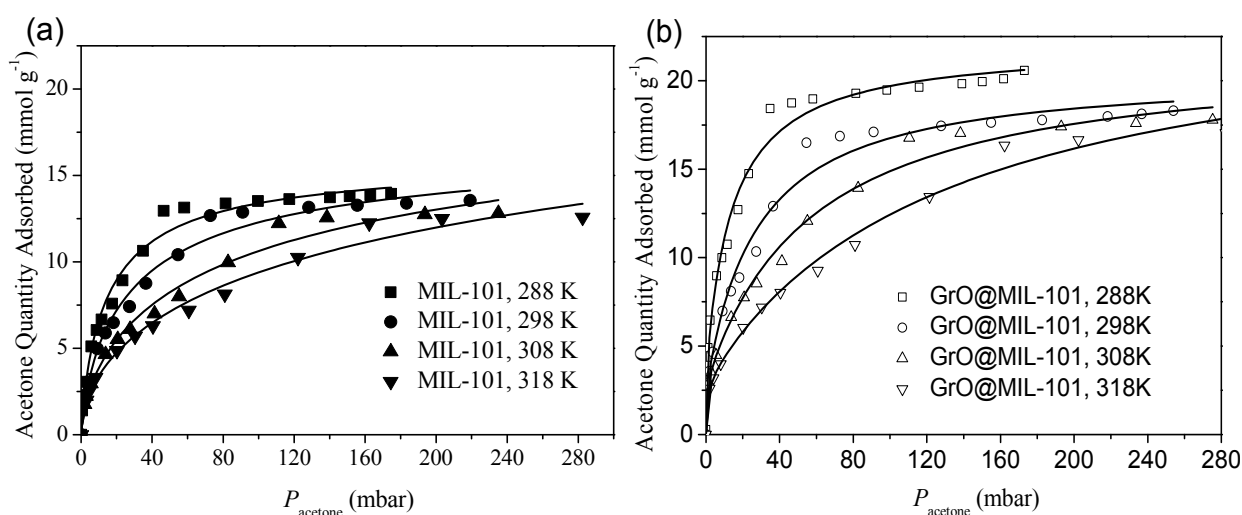 (a)
Acetone Quantity Adsorbed (mmol g⁻¹)
20
15
10
5
0
MIL-101, 288 K
MIL-101, 298 K
MIL-101, 308 K
MIL-101, 318 K
0 40 80 120 160 200 240 280
P acetone (mbar)
(b)
Acetone Quantity Adsorbed (mmol g⁻¹)
20
15
10
5
0
GrO@MIL-101, 288K
GrO@MIL-101, 298K
GrO@MIL-101, 308K
GrO@MIL-101, 318K
0 40 80 120 160 200 240 280
P acetone (mbar)